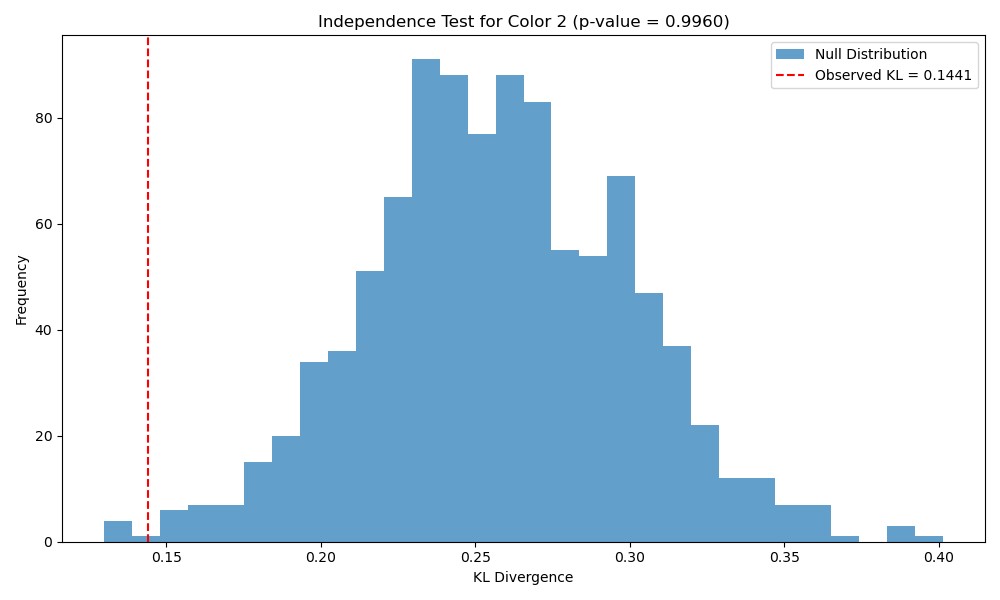 Independence Test for Color 2 (p-value = 0.9960)
Null Distribution
Observed KL = 0.1441
Frequency
80
60
40
20
0
0.15 0.20 0.25 0.30 0.35 0.40
KL Divergence